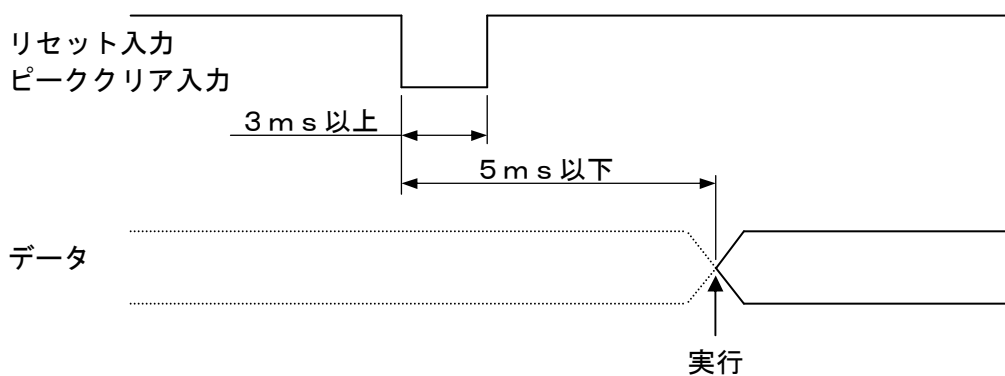 リセット入力
ピーククリア入力
3ms以上
5ms以下
データ
実行